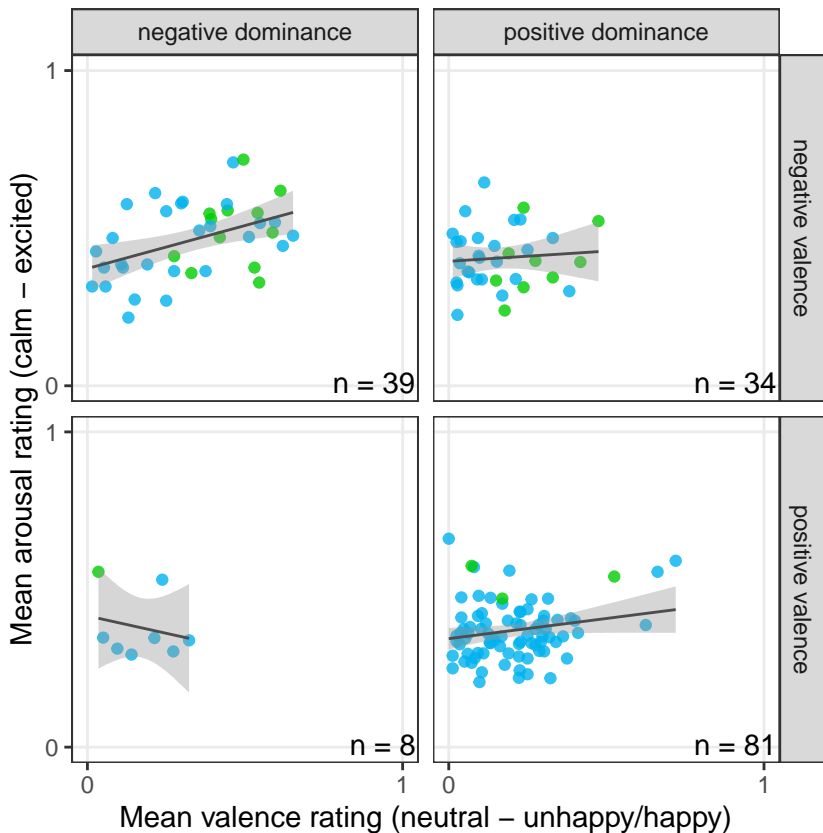 negative dominance
positive dominance
1
0
n = 39
n = 34
negative valence
1
0
n = 8
n = 81
positive valence
0
1
0
1
Mean arousal rating (calm − excited)
Mean valence rating (neutral − unhappy/happy)